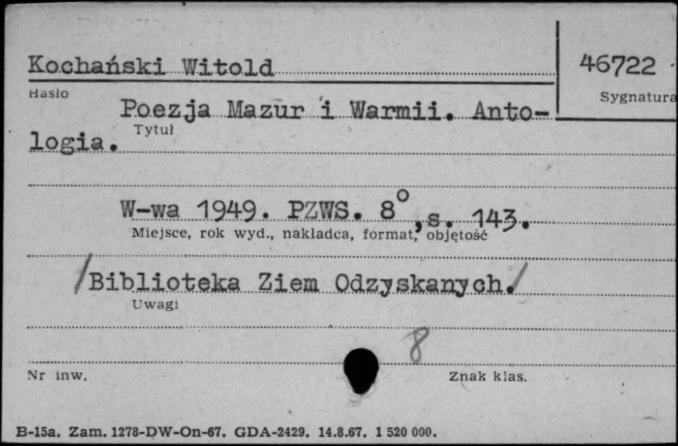 Kochański Witold
46722
Hasło
Sygnatura
Poezja Mazur i Warmii. Anto-
Tytuł
logia.
W-wa 1949. PZWS. 8°, s. 143.
Miejsce, rok wyd., nakładca, format, objętość
/Biblioteka Ziem Odzyskanych./
Uwagi
8
Nr inw.
Znak klas.
B-15a. Zam. 1278-DW-On-67. GDA-2429. 14.8.67. 1 520 000.